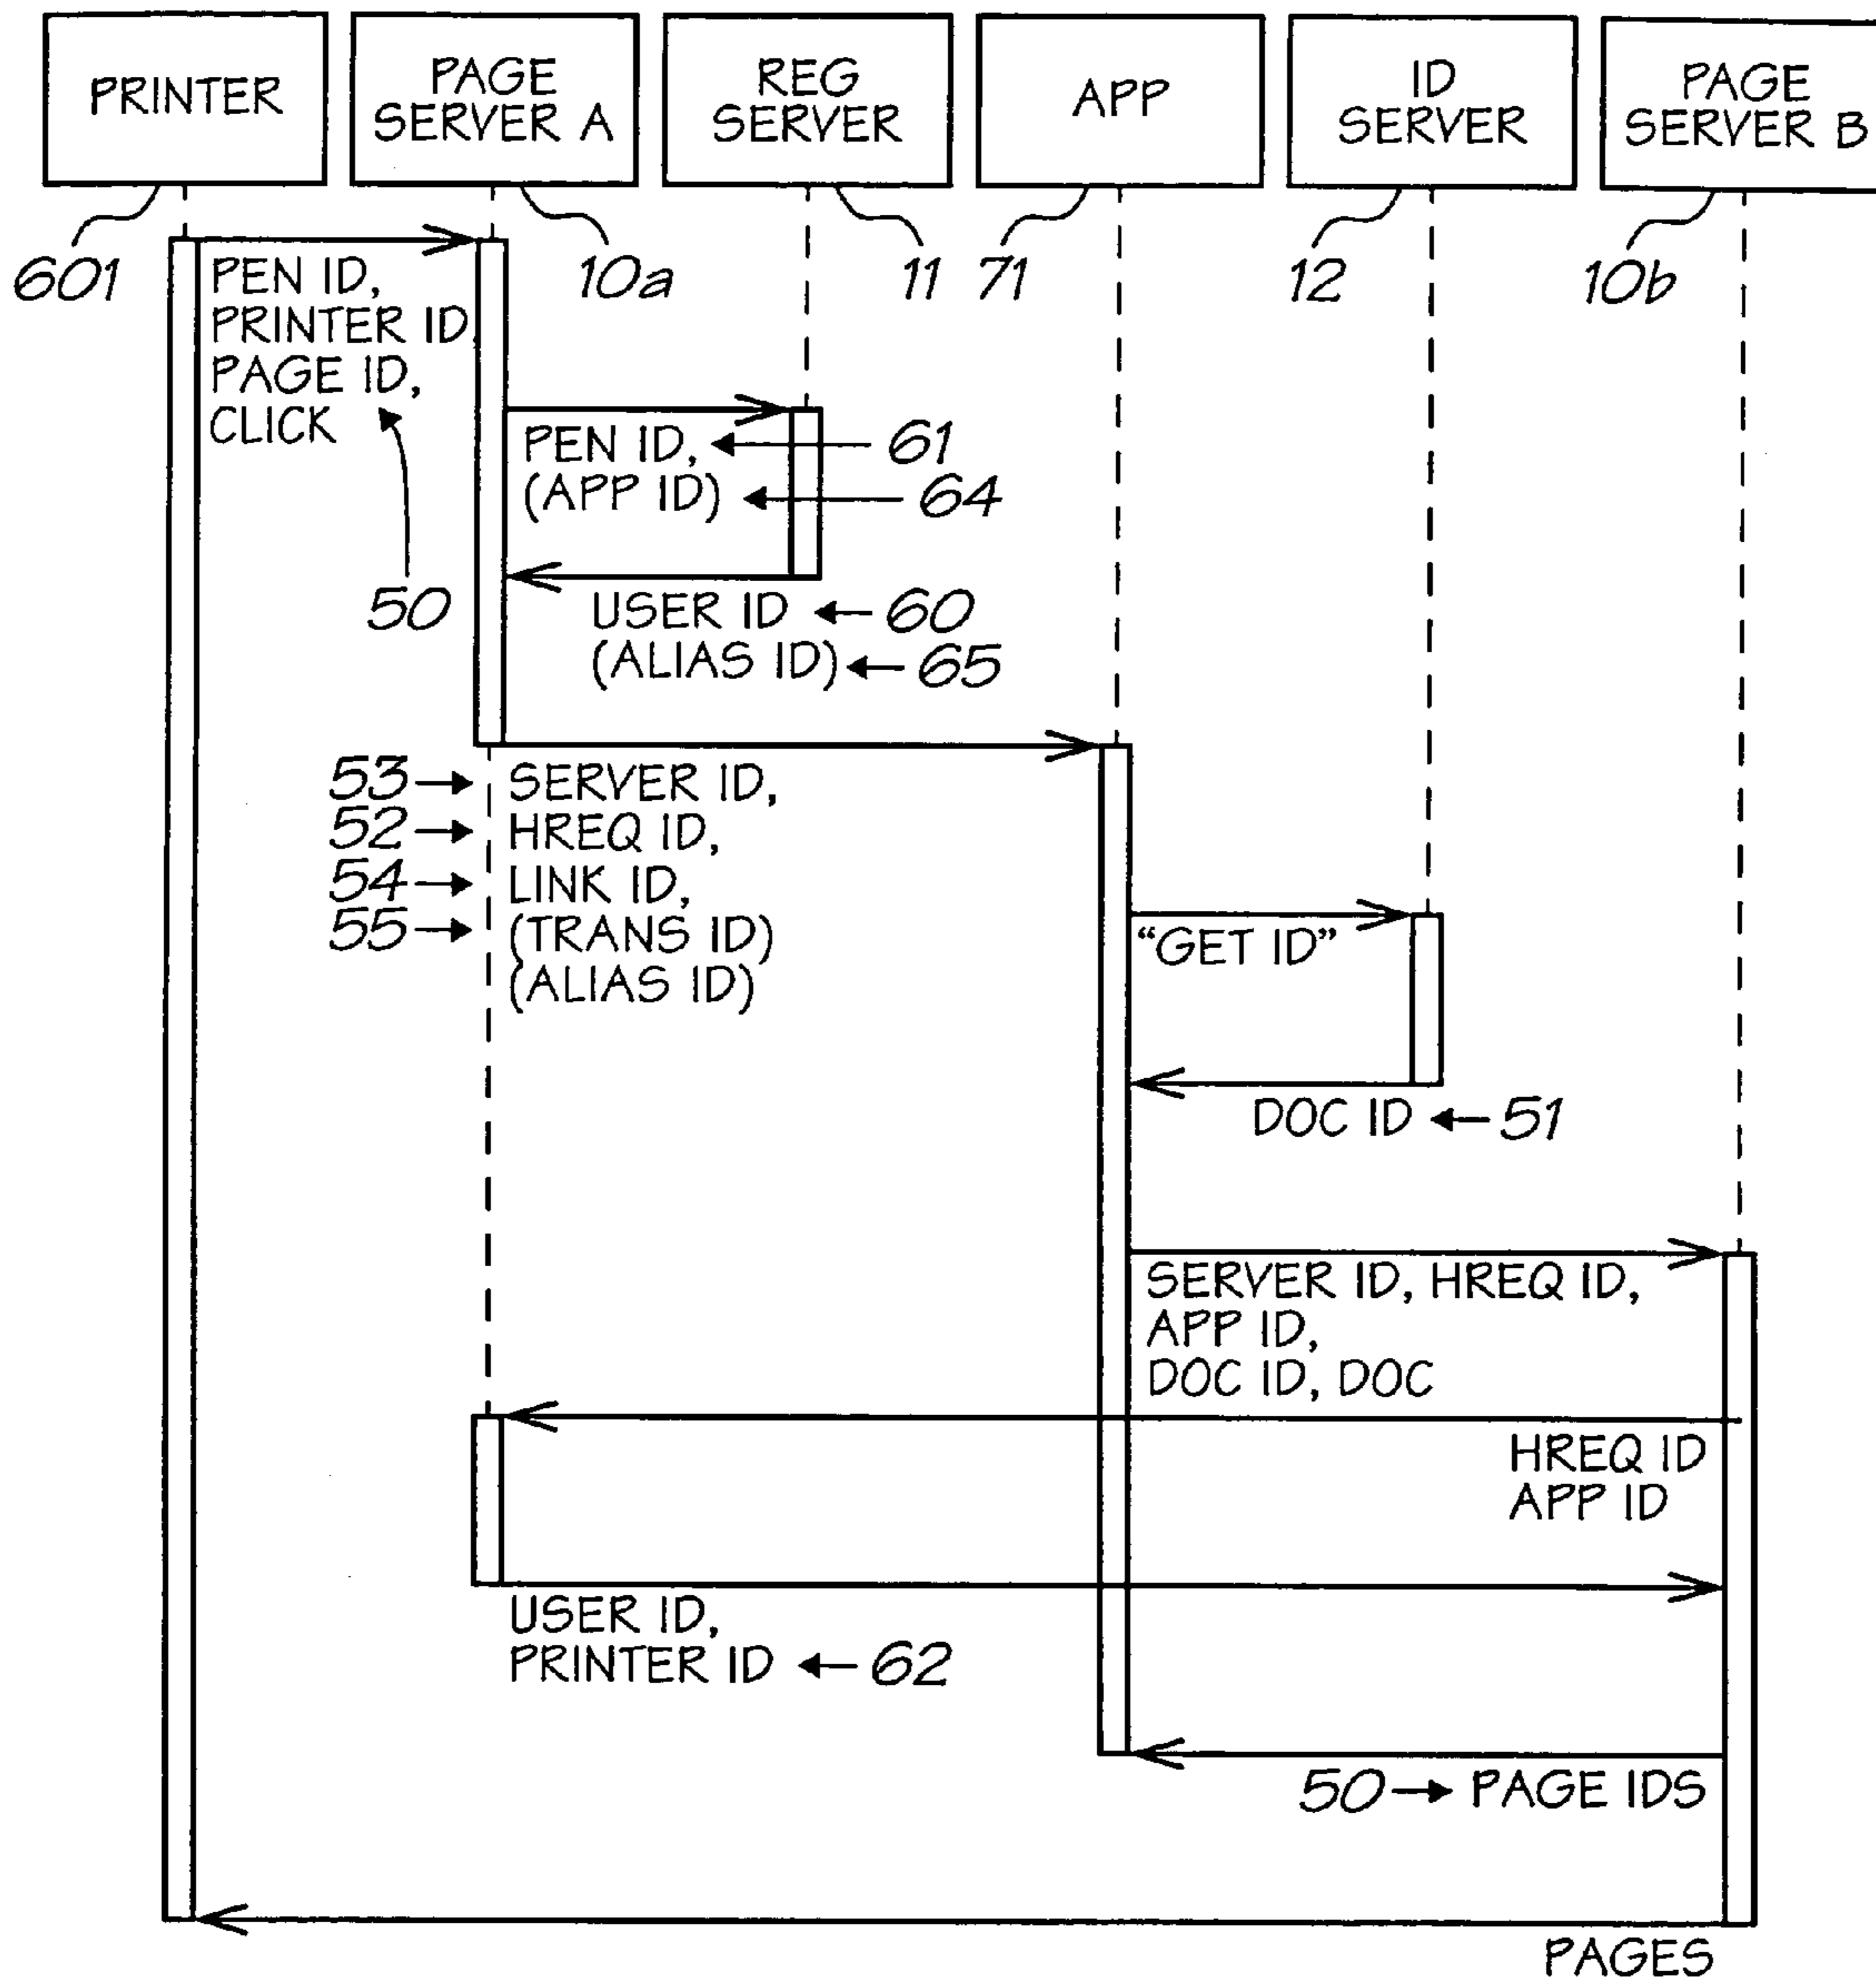 PRINTER
PAGE
SERVER A
REG
SERVER
APP
ID
SERVER
PAGE
SERVER B
601
10a
11
71
12
10b
PEN ID,
PRINTER ID
PAGE ID,
CLICK
50
PEN ID,
(APP ID)
61
64
USER ID
(ALIAS ID)
60
65
53
52
54
55
SERVER ID,
HREQ ID,
LINK ID,
(TRANS ID)
(ALIAS ID)
“GET ID”
DOC ID
51
SERVER ID, HREQ ID,
APP ID,
DOC ID, DOC
HREQ ID
APP ID
USER ID,
PRINTER ID
62
50
PAGE IDS
PAGES